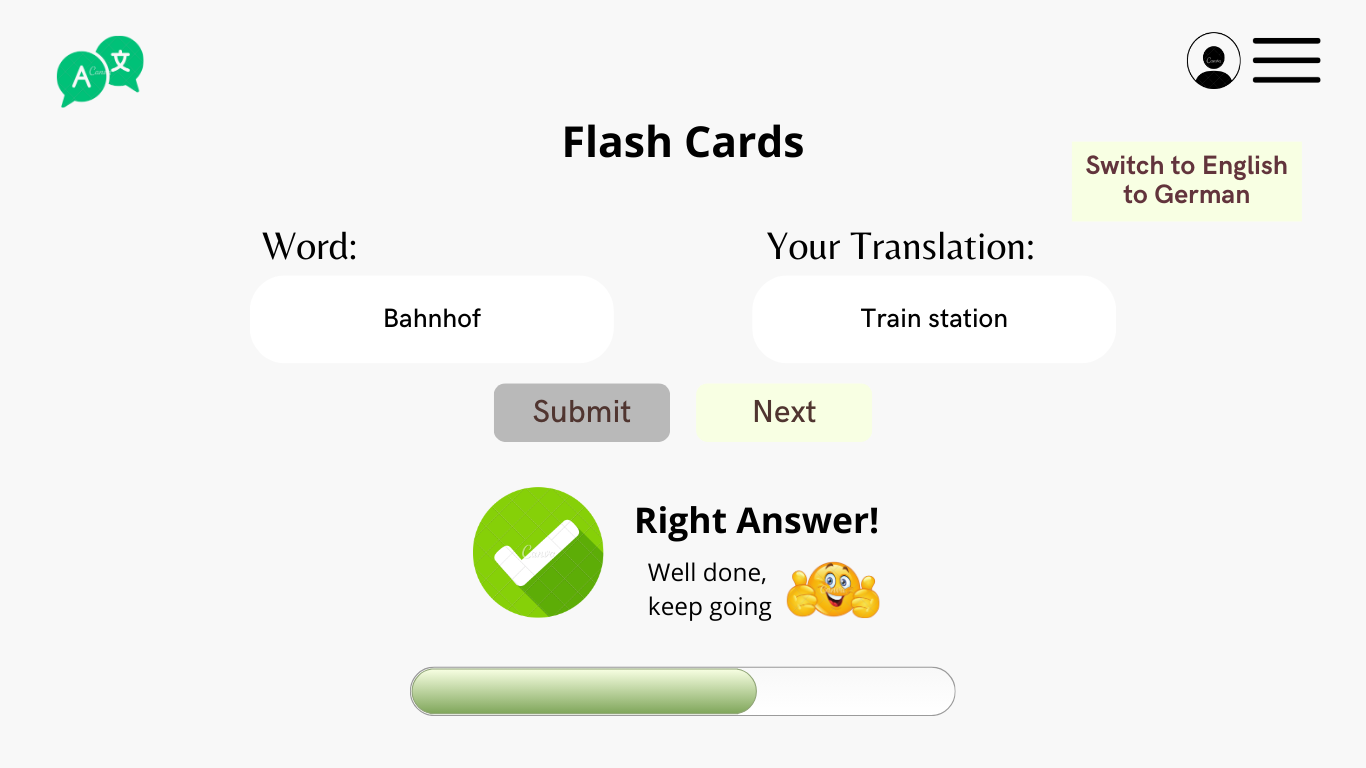 A 文
Flash Cards
Switch to English
to German
Word:
Your Translation:
Bahnhof
Train station
Submit
Next
Right Answer!
Well done,
keep going
Canva